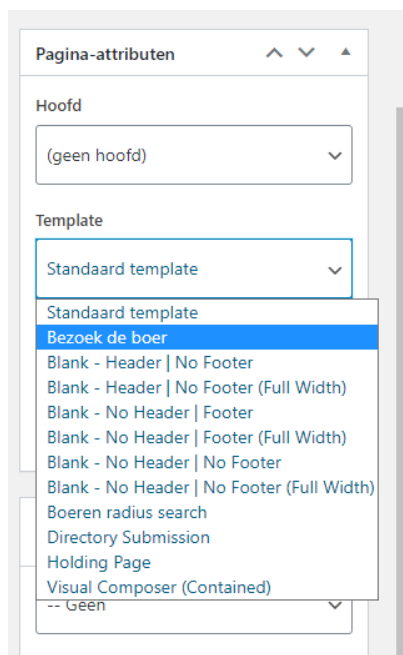 Pagina-attributen
Hoofd
(geen hoofd)
Template
Standaard template
Standaard template
Bezoek de boer
Blank - Header | No Footer
Blank - Header | No Footer (Full Width)
Blank - No Header | Footer
Blank - No Header | Footer (Full Width)
Blank - No Header | No Footer
Blank - No Header | No Footer (Full Width)
Boeren radius search
Directory Submission
Holding Page
Visual Composer (Contained)
-- Geen